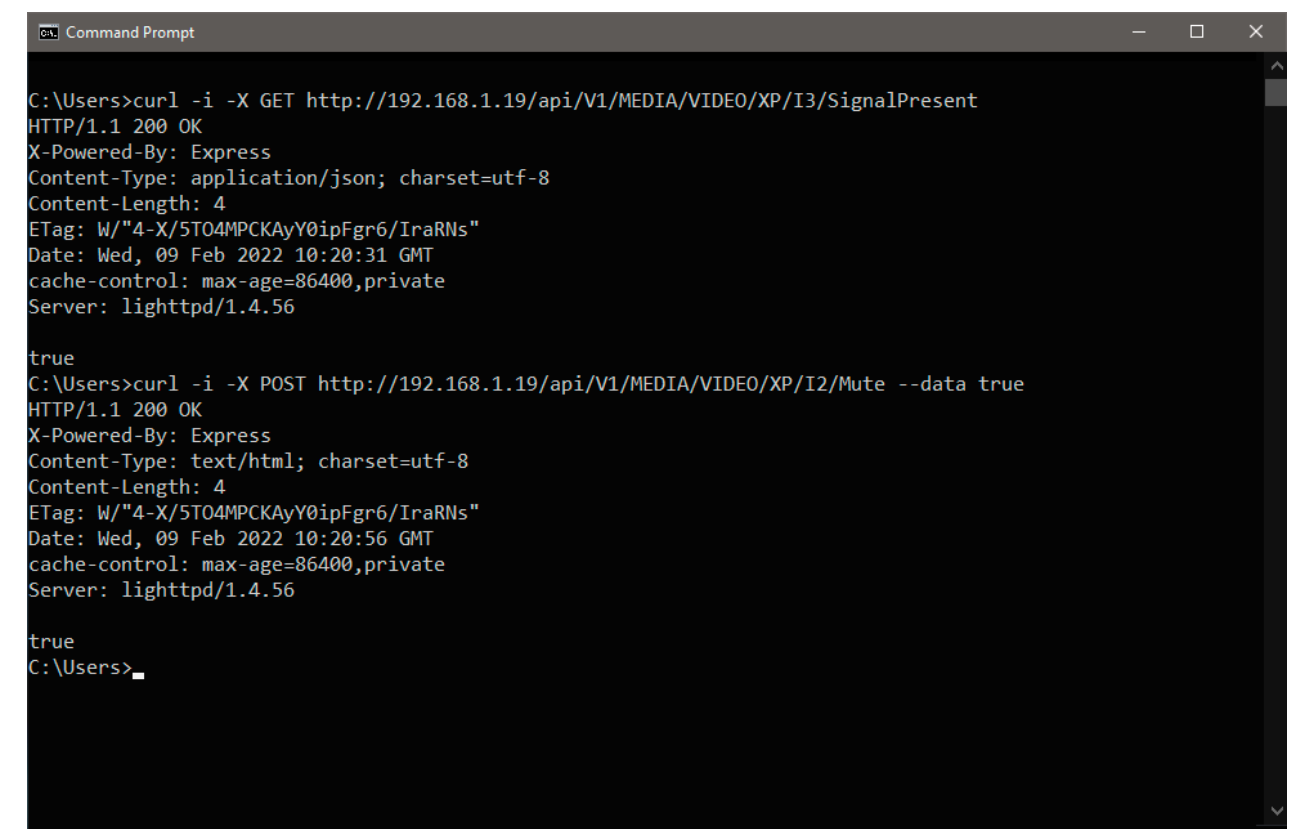 Command Prompt
C:\Users>curl -i -X GET http://192.168.1.19/api/V1/MEDIA/VIDEO/XP/I3/SignalPresent
HTTP/1.1 200 OK
X-Powered-By: Express
Content-Type: application/json; charset=utf-8
Content-Length: 4
ETag: W/"4-X/5TO4MPCKAyY0ipFgr6/IraRNs"
Date: Wed, 09 Feb 2022 10:20:31 GMT
cache-control: max-age=86400,private
Server: lighttpd/1.4.56
true
C:\Users>curl -i -X POST http://192.168.1.19/api/V1/MEDIA/VIDEO/XP/I2/Mute --data true
HTTP/1.1 200 OK
X-Powered-By: Express
Content-Type: text/html; charset=utf-8
Content-Length: 4
ETag: W/"4-X/5TO4MPCKAyY0ipFgr6/IraRNs"
Date: Wed, 09 Feb 2022 10:20:56 GMT
cache-control: max-age=86400,private
Server: lighttpd/1.4.56
true
C:\Users>